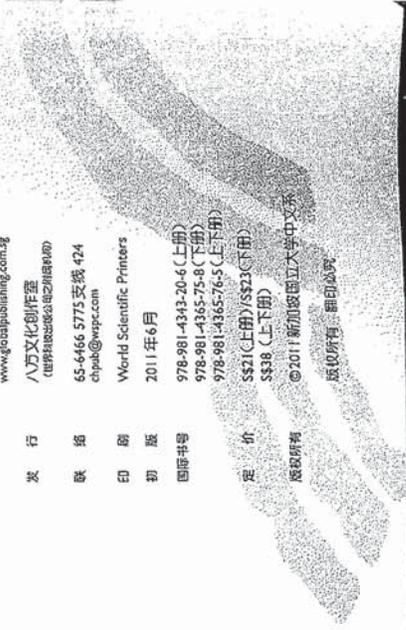 www.globalpublishing.com.sg
发 行 八方文化创作室
(世界科技出版公司之附属机构)
联 络 65-6466 5775 支线 424
chpub@wspc.com
印 刷 World Scientific Printers
初 版 2011 年 6 月
国际书号 978-981-4343-20-6 (上册)
978-981-4365-75-8 (下册)
978-981-4365-76-5 (上下册)
定 价 S$21(上册)/S$23(下册)
S$38 (上下册)
版权所有 ©2011 新加坡国立大学中文系
版权所有 翻印必究